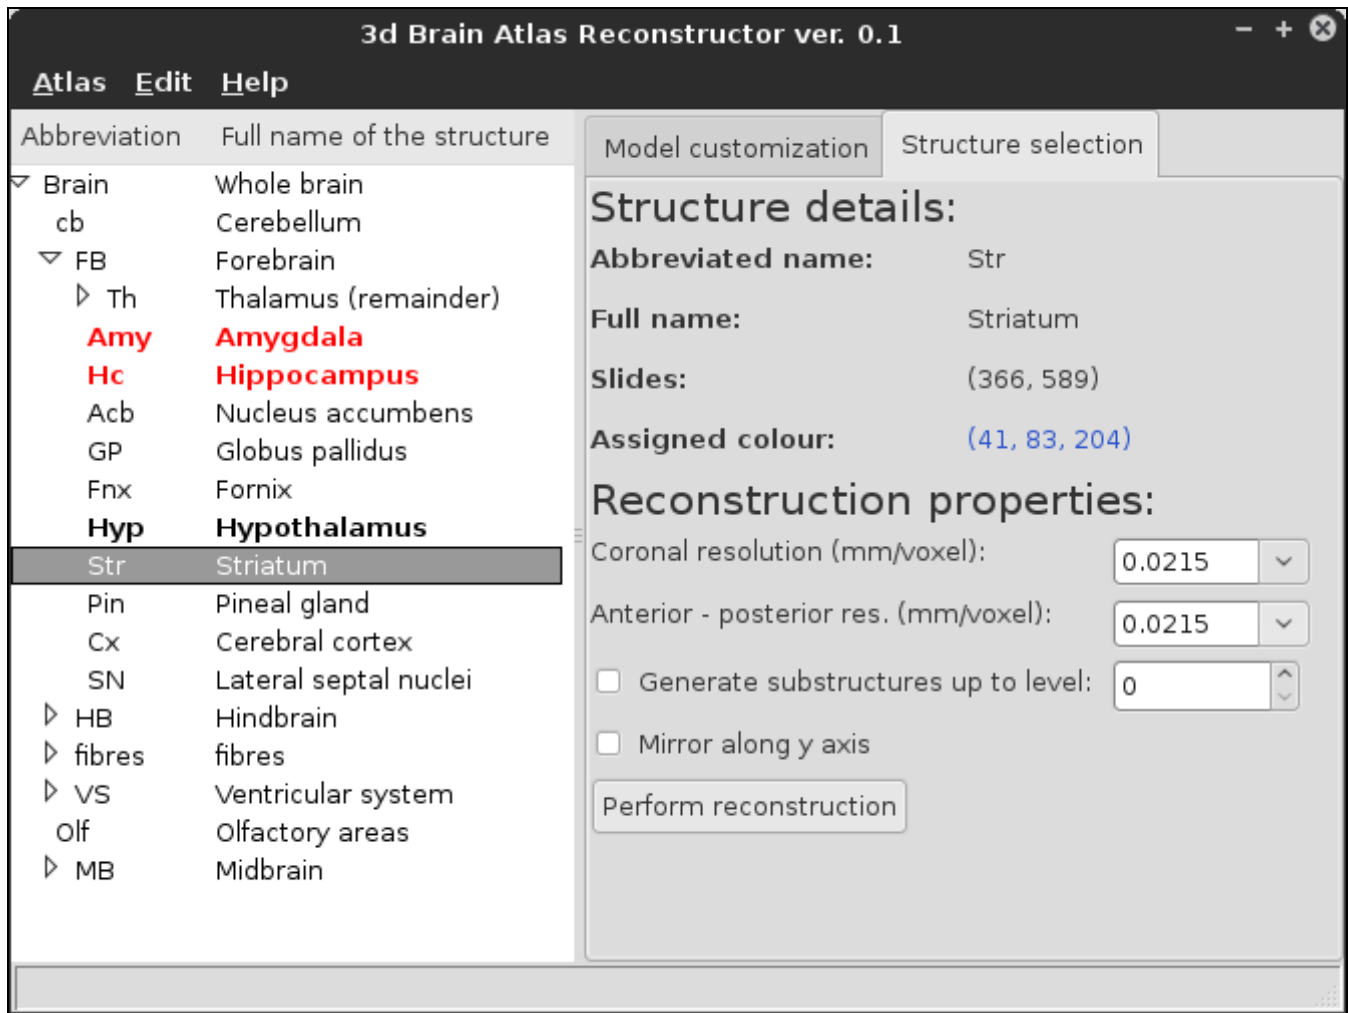 3d Brain Atlas Reconstructor ver. 0.1
Atlas Edit Help
Abbreviation Full name of the structure
Brain Whole brain
cb Cerebellum
FB Forebrain
Th Thalamus (remainder)
Amy Amygdala
Hc Hippocampus
Acb Nucleus accumbens
GP Globus pallidus
Fnx Fornix
Hyp Hypothalamus
Str Striatum
Pin Pineal gland
Cx Cerebral cortex
SN Lateral septal nuclei
HB Hindbrain
fibres fibres
VS Ventricular system
Olf Olfactory areas
MB Midbrain
Model customization Structure selection
Structure details:
Abbreviated name: Str
Full name: Striatum
Slides: (366, 589)
Assigned colour: (41, 83, 204)
Reconstruction properties:
Coronal resolution (mm/voxel): 0.0215
Anterior - posterior res. (mm/voxel): 0.0215
Generate substructures up to level: 0
Mirror along y axis
Perform reconstruction